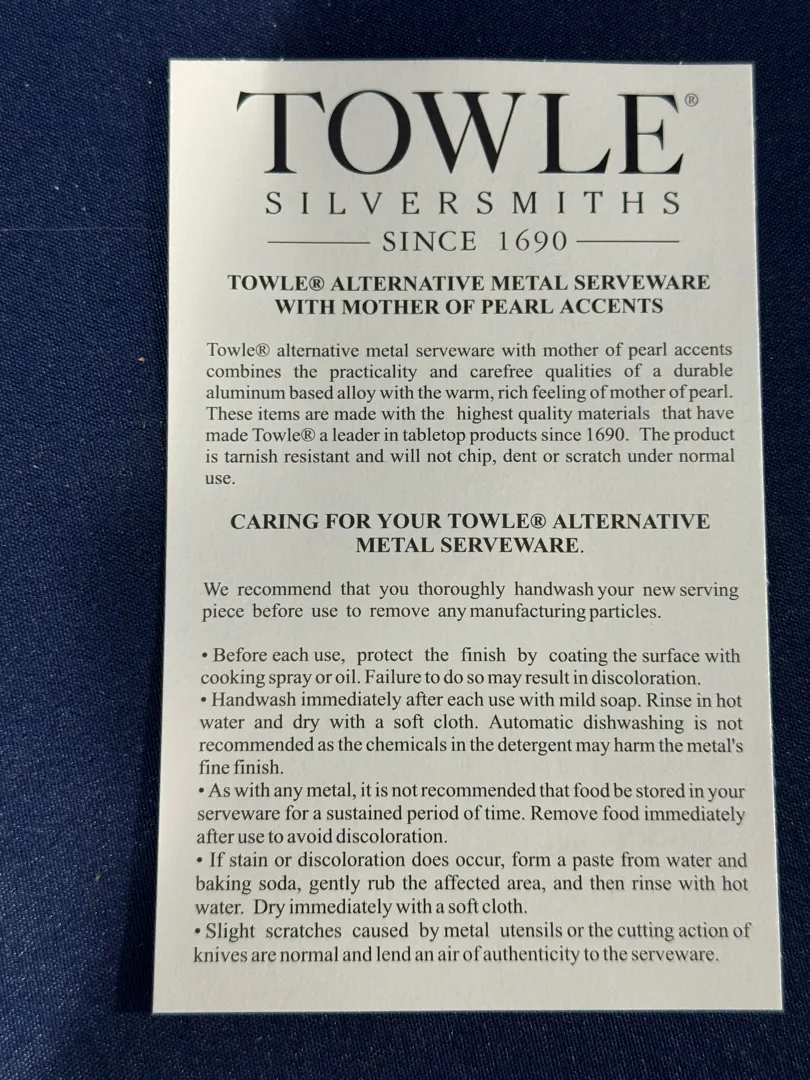 TOWLE®
SILVERSMITHS
SINCE 1690
TOWLE® ALTERNATIVE METAL SERVEWARE
WITH MOTHER OF PEARL ACCENTS
Towle® alternative metal serveware with mother of pearl accents
combines the practicality and carefree qualities of a durable
aluminum based alloy with the warm, rich feeling of mother of pearl.
These items are made with the highest quality materials that have
made Towle® a leader in tabletop products since 1690. The product
is tarnish resistant and will not chip, dent or scratch under normal
use.
CARING FOR YOUR TOWLE® ALTERNATIVE
METAL SERVEWARE.
We recommend that you thoroughly handwash your new serving
piece before use to remove any manufacturing particles.
• Before each use, protect the finish by coating the surface with
cooking spray or oil. Failure to do so may result in discoloration.
• Handwash immediately after each use with mild soap. Rinse in hot
water and dry with a soft cloth. Automatic dishwashing is not
recommended as the chemicals in the detergent may harm the metal's
fine finish.
• As with any metal, it is not recommended that food be stored in your
serveware for a sustained period of time. Remove food immediately
after use to avoid discoloration.
• If stain or discoloration does occur, form a paste from water and
baking soda, gently rub the affected area, and then rinse with hot
water. Dry immediately with a soft cloth.
• Slight scratches caused by metal utensils or the cutting action of
knives are normal and lend an air of authenticity to the serveware.